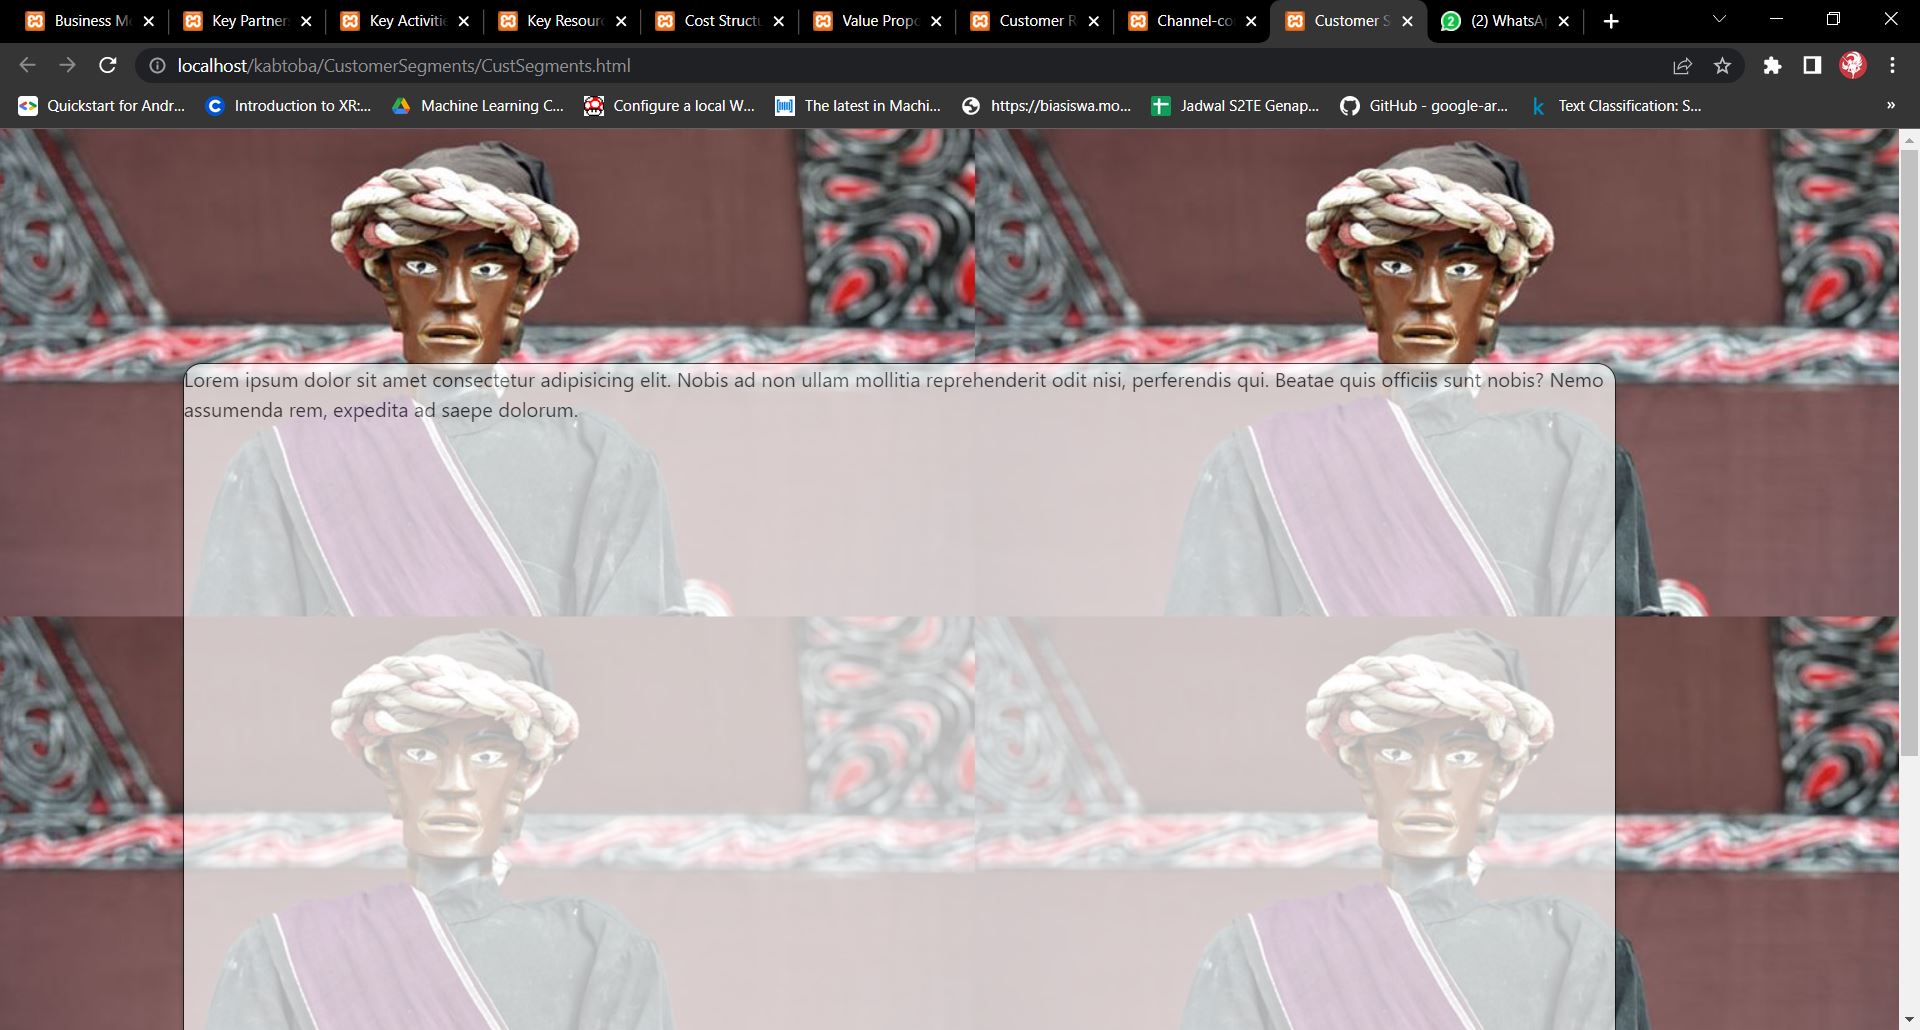 Business M
Key Partner
Key Activitie
Key Resour
Cost Structu
Value Propo
Customer R
Channel-co
Customer S
(2) WhatsA
localhost/kabtoba/CustomerSegments/CustSegments.html
Quickstart for Andr...
Introduction to XR:...
Machine Learning C...
Configure a local W...
The latest in Machi...
https://biasiswa.mo...
Jadwal S2TE Genap...
GitHub - google-ar...
Text Classification: S...
»
Lorem ipsum dolor sit amet consectetur adipisicing elit. Nobis ad non ullam mollitia reprehenderit odit nisi, perferendis qui. Beatae quis officiis sunt nobis? Nemo
assumenda rem, expedita ad saepe dolorum.